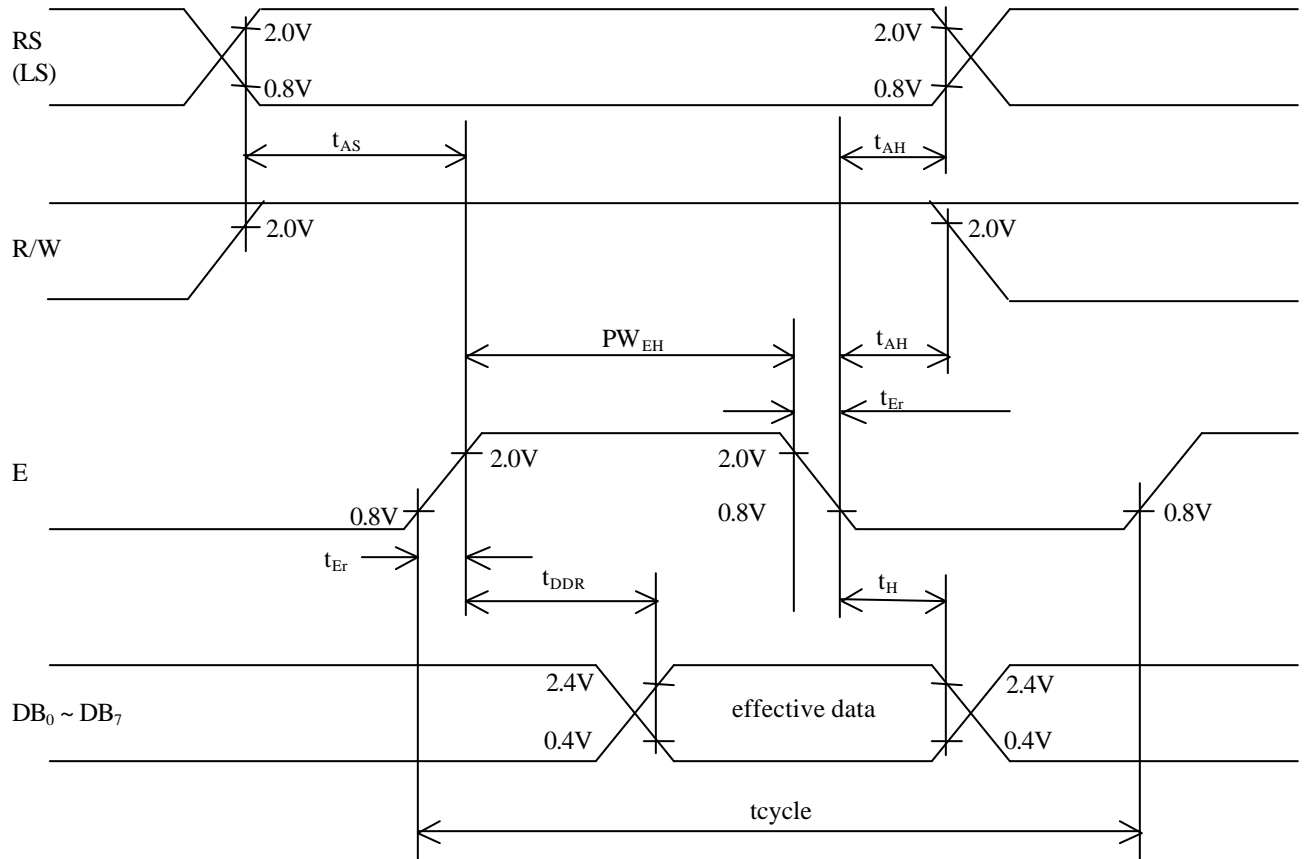 RS
(LS)
2.0V
2.0V
0.8V
0.8V
tAS
tAH
R/W
2.0V
2.0V
PWEH
tAH
tEr
E
2.0V
2.0V
0.8V
0.8V
0.8V
tEr
tDDR
tH
DB0 ~ DB7
2.4V
effective data
2.4V
0.4V
0.4V
tcycle